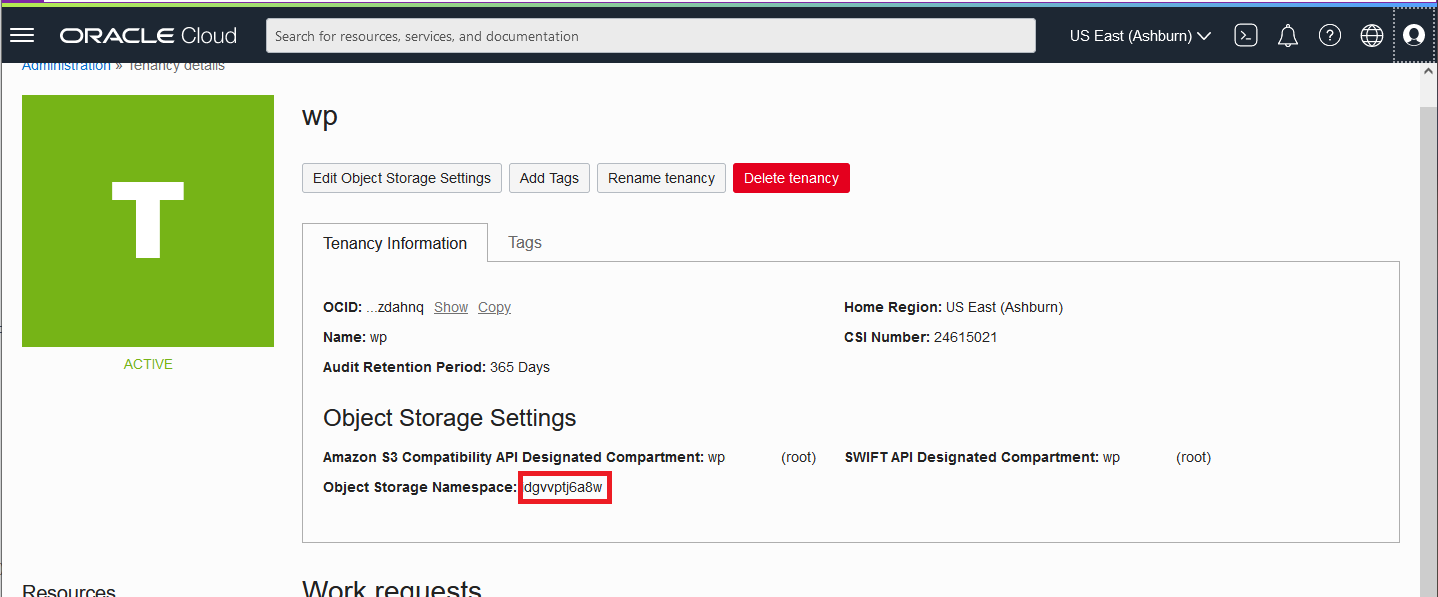 ORACLE Cloud
Search for resources, services, and documentation
US East (Ashburn)
Administration » Tenancy details
T
ACTIVE
wp
Edit Object Storage Settings
Add Tags
Rename tenancy
Delete tenancy
Tenancy Information
Tags
OCID: ...zdahnq Show Copy
Name: wp
Audit Retention Period: 365 Days
Home Region: US East (Ashburn)
CSI Number: 24615021
Object Storage Settings
Amazon S3 Compatibility API Designated Compartment: wp (root)
SWIFT API Designated Compartment: wp (root)
Object Storage Namespace: dgvvptj6a8w
Resources
Work requests